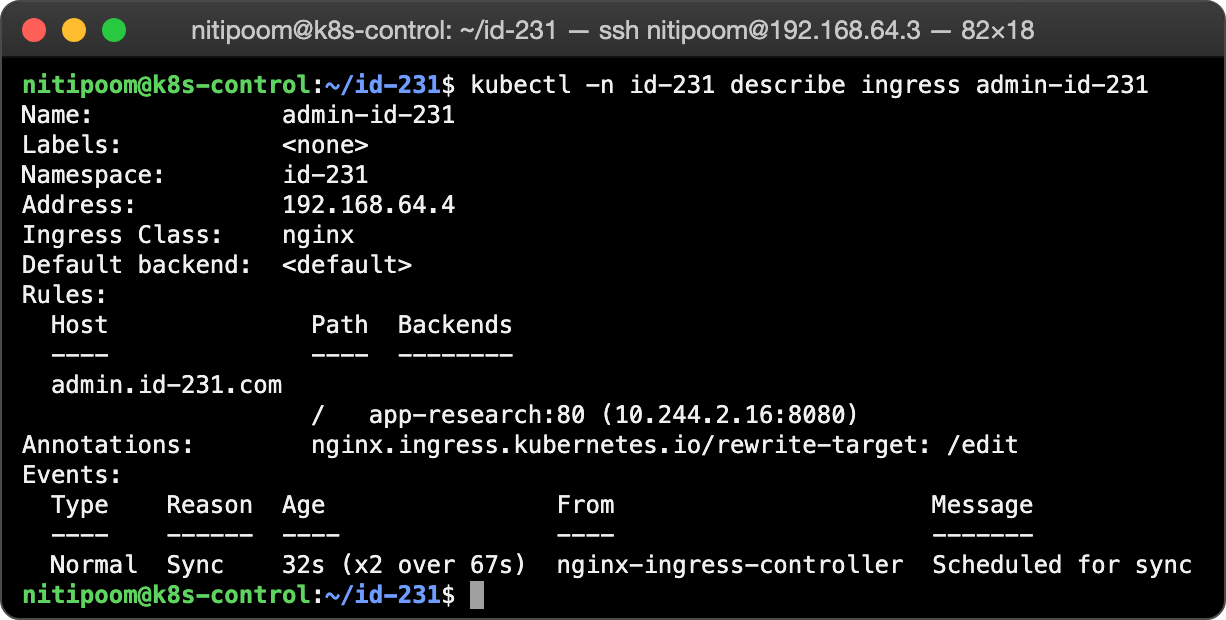 nitipoom@k8s-control: ~/id-231 — ssh nitipoom@192.168.64.3 — 82×18
nitipoom@k8s-control:~/id-231$ kubectl -n id-231 describe ingress admin-id-231
Name:             admin-id-231
Labels:           <none>
Namespace:        id-231
Address:          192.168.64.4
Ingress Class:    nginx
Default backend:  <default>
Rules:
  Host              Path  Backends
  ----              ----  --------
  admin.id-231.com
                    /   app-research:80 (10.244.2.16:8080)
Annotations:        nginx.ingress.kubernetes.io/rewrite-target: /edit
Events:
  Type    Reason  Age                From                      Message
  ----    ------  ----               ----                      -------
  Normal  Sync    32s (x2 over 67s)  nginx-ingress-controller  Scheduled for sync
nitipoom@k8s-control:~/id-231$